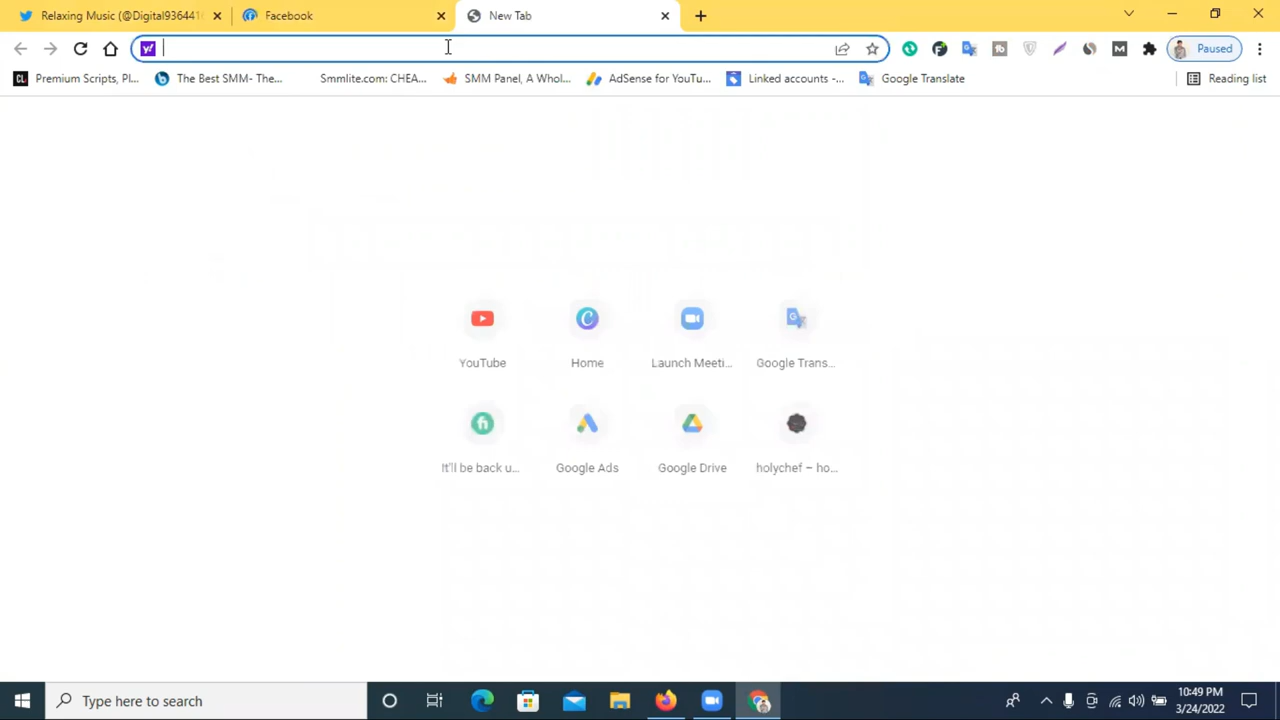 Relaxing Music (@Digital9364416
Facebook
New Tab
y!
Paused
Premium Scripts, Pl...
The Best SMM- The...
Smmlite.com: CHEA...
SMM Panel, A Whol...
AdSense for YouTu...
Linked accounts -...
Google Translate
Reading list
YouTube
Home
Launch Meeti...
Google Trans...
It'll be back u...
Google Ads
Google Drive
holychef – ho...
Type here to search
10:49 PM
3/24/2022